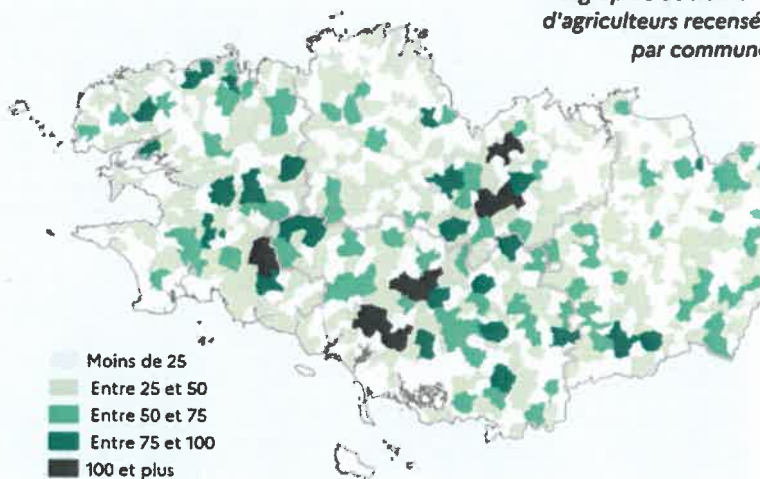 d'agriculteurs recensé
par commune
Moins de 25
Entre 25 et 50
Entre 50 et 75
Entre 75 et 100
100 et plus